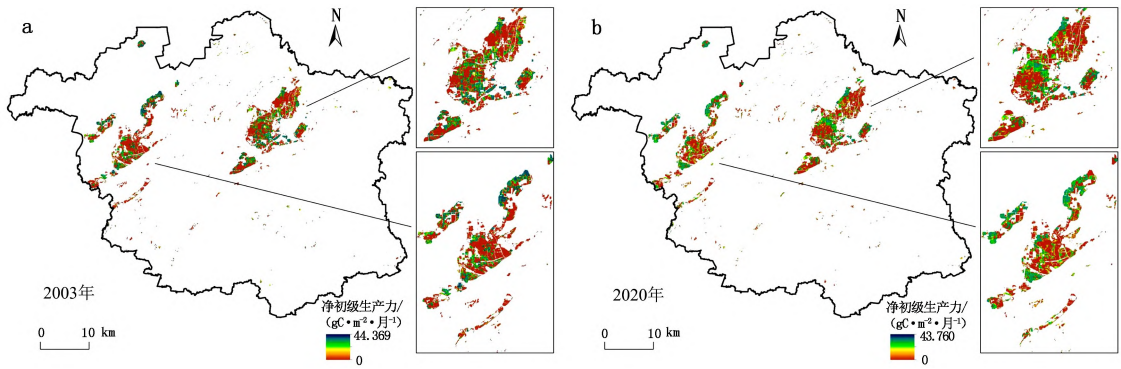 a
N
2003年
0 10 km
净初级生产力/
(gC·m⁻²·月⁻¹)
44.369
0
b
N
2020年
0 10 km
净初级生产力/
(gC·m⁻²·月⁻¹)
43.760
0